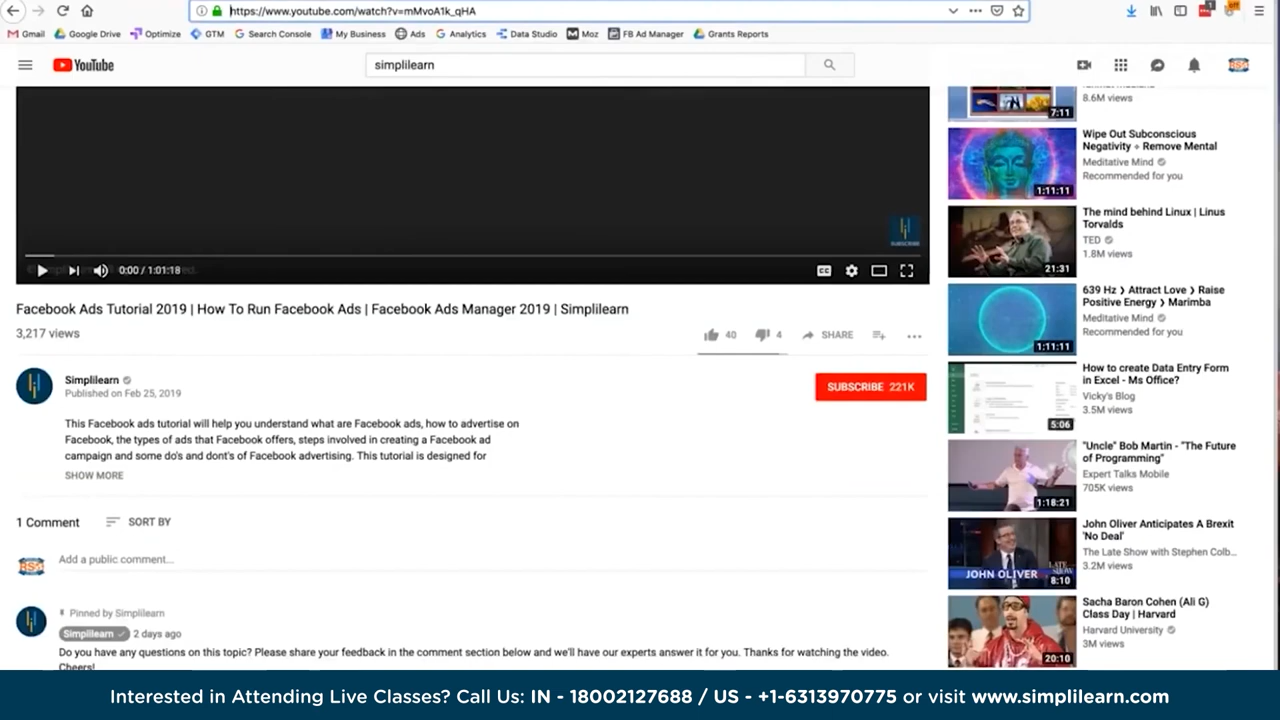 https://www.youtube.com/watch?v=mMvoA1k_qHA
Gmail Google Drive Optimize GTM Search Console My Business Ads Analytics Data Studio Moz FB Ad Manager Grants Reports
YouTube
simplilearn
8.6M views
7:11
Wipe Out Subconscious
Negativity + Remove Mental
Meditative Mind
Recommended for you
1:11:11
The mind behind Linux | Linus
Torvalds
TED
1.8M views
21:31
639 Hz ❯ Attract Love ❯ Raise
Positive Energy ❯ Marimba
Meditative Mind
Recommended for you
1:11:11
How to create Data Entry Form
in Excel - Ms Office?
Vicky's Blog
3.5M views
5:06
"Uncle" Bob Martin - "The Future
of Programming"
Expert Talks Mobile
705K views
1:18:21
John Oliver Anticipates A Brexit
'No Deal'
The Late Show with Stephen Colb...
3.2M views
JOHN OLIVER
LATE SHOW
8:10
Sacha Baron Cohen (Ali G)
Class Day | Harvard
Harvard University
3M views
20:10
SUBSCRIBE
0:00 / 1:01:18
CC
Facebook Ads Tutorial 2019 | How To Run Facebook Ads | Facebook Ads Manager 2019 | Simplilearn
3,217 views
40 4 SHARE
Simplilearn
Published on Feb 25, 2019
SUBSCRIBE 221K
This Facebook ads tutorial will help you understand what are Facebook ads, how to advertise on
Facebook, the types of ads that Facebook offers, steps involved in creating a Facebook ad
campaign and some do's and dont's of Facebook advertising. This tutorial is designed for
SHOW MORE
1 Comment SORT BY
Add a public comment...
Pinned by Simplilearn
Simplilearn 2 days ago
Do you have any questions on this topic? Please share your feedback in the comment section below and we'll have our experts answer it for you. Thanks for watching the video.
Cheers!
Interested in Attending Live Classes? Call Us: IN - 18002127688 / US - +1-6313970775 or visit www.simplilearn.com